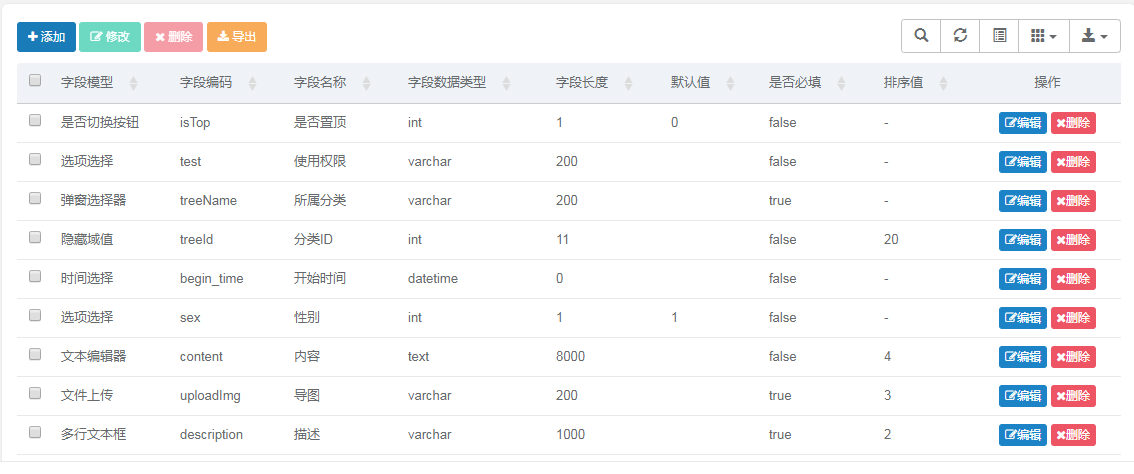 添加 修改 删除 导出
字段模型 字段编码 字段名称 字段数据类型 字段长度 默认值 是否必填 排序值 操作
是否切换按钮 isTop 是否置顶 int 1 0 false - 编辑 删除
选项选择 test 使用权限 varchar 200 false - 编辑 删除
弹窗选择器 treeName 所属分类 varchar 200 true - 编辑 删除
隐藏域值 treeId 分类ID int 11 false 20 编辑 删除
时间选择 begin_time 开始时间 datetime 0 false - 编辑 删除
选项选择 sex 性别 int 1 1 false - 编辑 删除
文本编辑器 content 内容 text 8000 false 4 编辑 删除
文件上传 uploadImg 导图 varchar 200 true 3 编辑 删除
多行文本框 description 描述 varchar 1000 true 2 编辑 删除